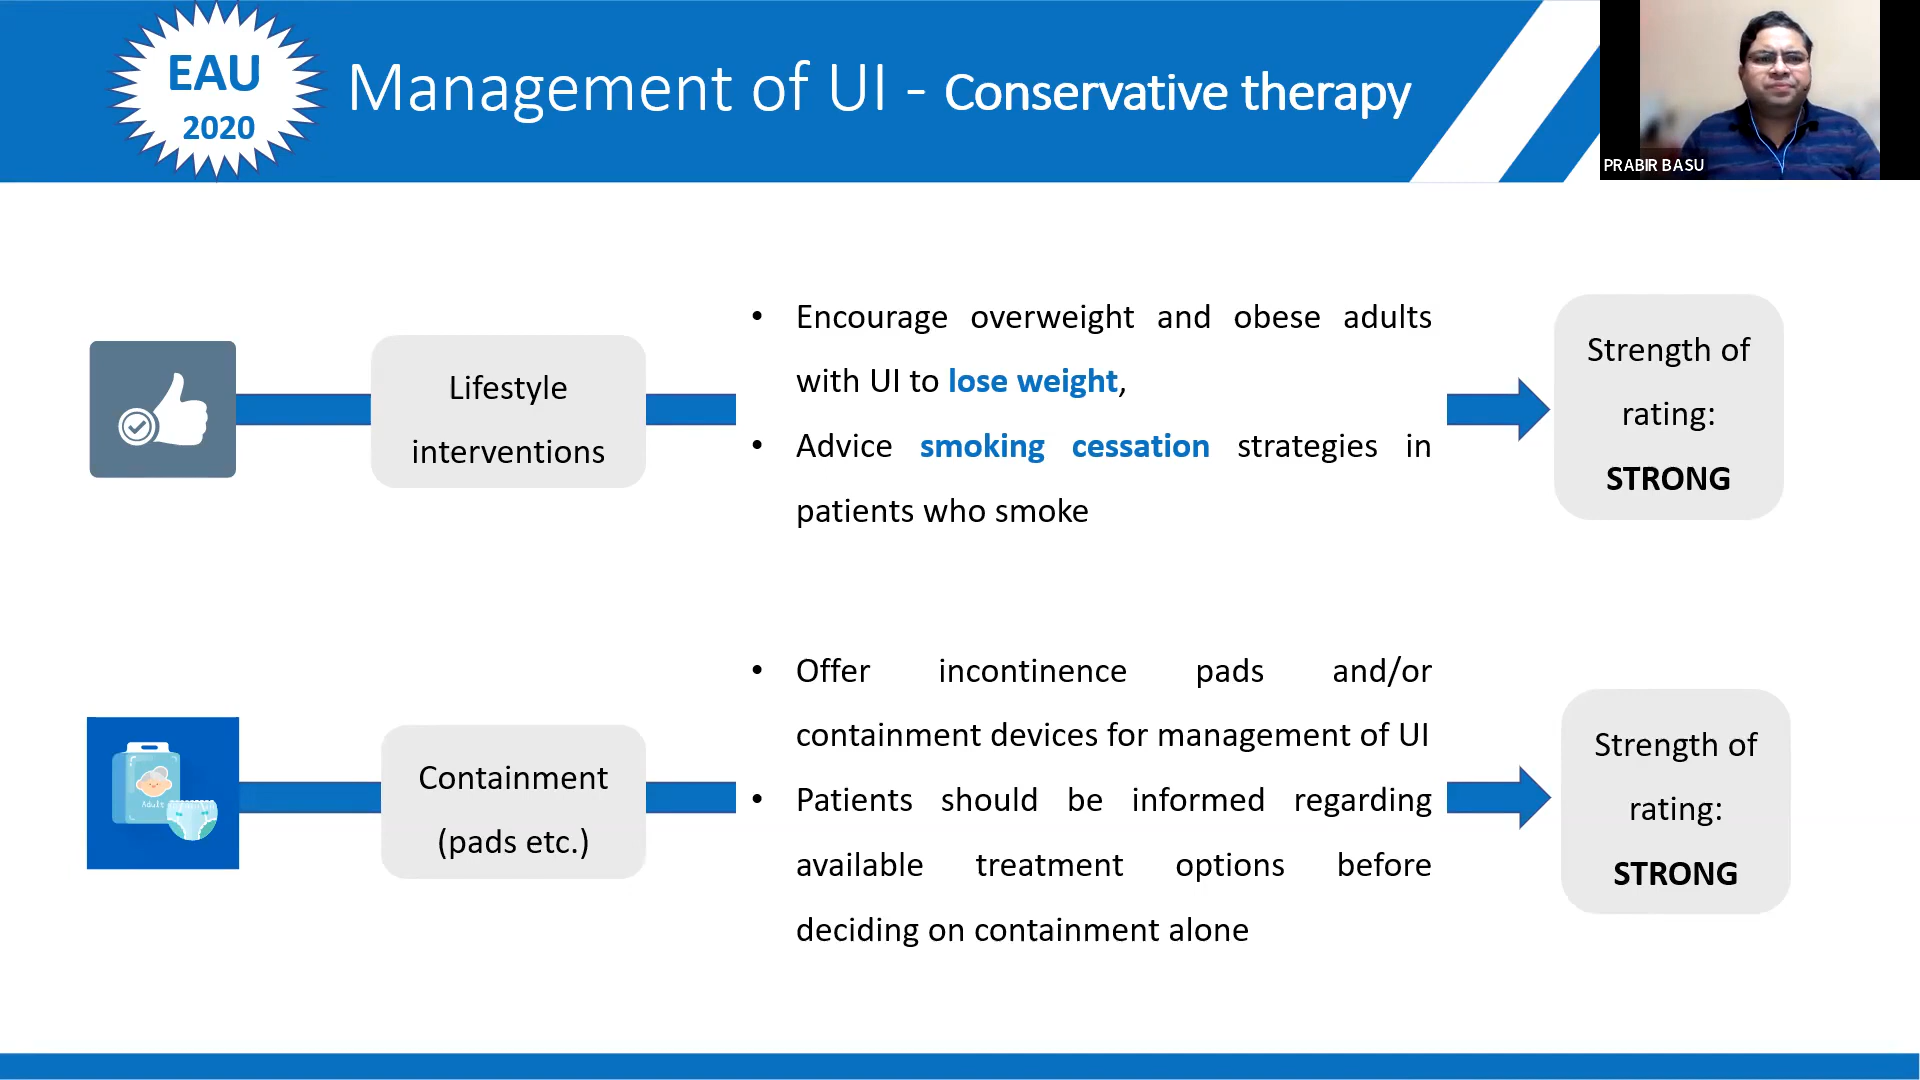 EAU
2020
Management of UI - Conservative therapy
PRABIR BASU
Lifestyle
interventions
• Encourage overweight and obese adults
with UI to lose weight,
• Advice smoking cessation strategies in
patients who smoke
Strength of
rating:
STRONG
Adult
Containment
(pads etc.)
• Offer incontinence pads and/or
containment devices for management of UI
• Patients should be informed regarding
available treatment options before
deciding on containment alone
Strength of
rating:
STRONG